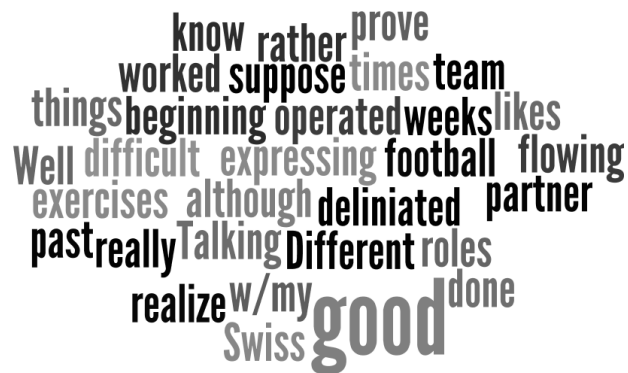 know rather prove
worked suppose times team
things beginning operated weeks likes
Well difficult expressing football flowing
exercises although deliniated partner
past really Talking Different roles
realize w/my good done
Swiss